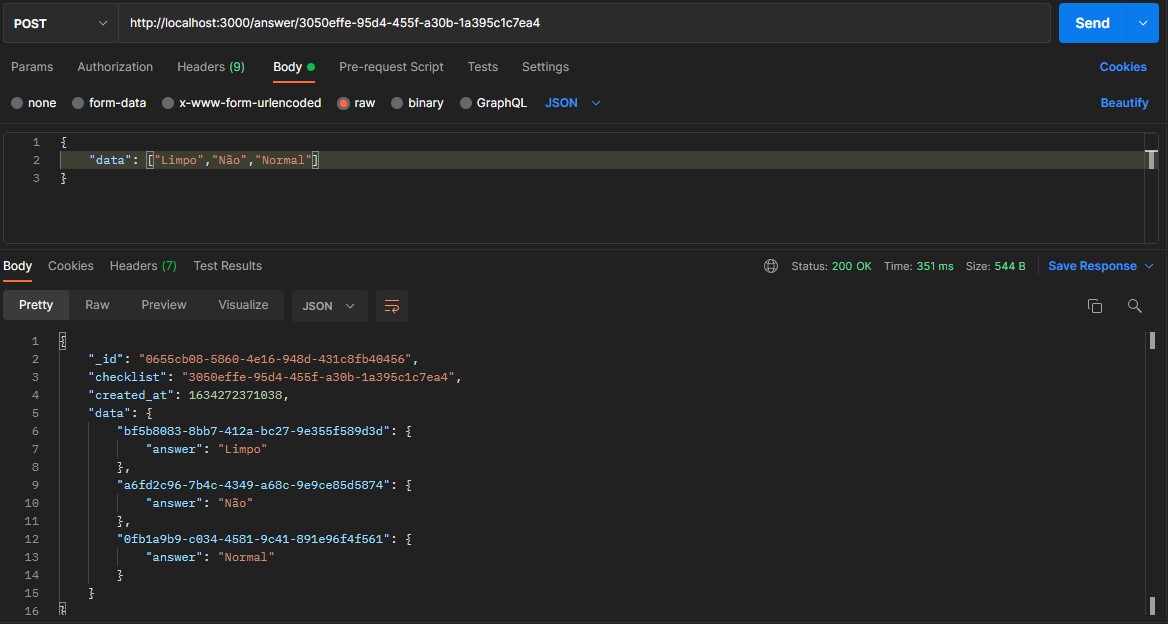 POST http://localhost:3000/answer/3050effe-95d4-455f-a30b-1a395c1c7ea4 Send
Params Authorization Headers (9) Body Pre-request Script Tests Settings Cookies
none form-data x-www-form-urlencoded raw binary GraphQL JSON Beautify
1 {
2 "data": ["Limpo","Não","Normal"]
3 }
Body Cookies Headers (7) Test Results Status: 200 OK Time: 351 ms Size: 544 B Save Response
Pretty Raw Preview Visualize JSON
1 {
2 "_id": "0655cb08-5860-4e16-948d-431c8fb40456",
3 "checklist": "3050effe-95d4-455f-a30b-1a395c1c7ea4",
4 "created_at": 1634272371038,
5 "data": {
6 "bf5b8083-8bb7-412a-bc27-9e355f589d3d": {
7 "answer": "Limpo"
8 },
9 "a6fd2c96-7b4c-4349-a68c-9e9ce85d5874": {
10 "answer": "Não"
11 },
12 "0fb1a9b9-c034-4581-9c41-891e96f4f561": {
13 "answer": "Normal"
14 }
15 }
16 }